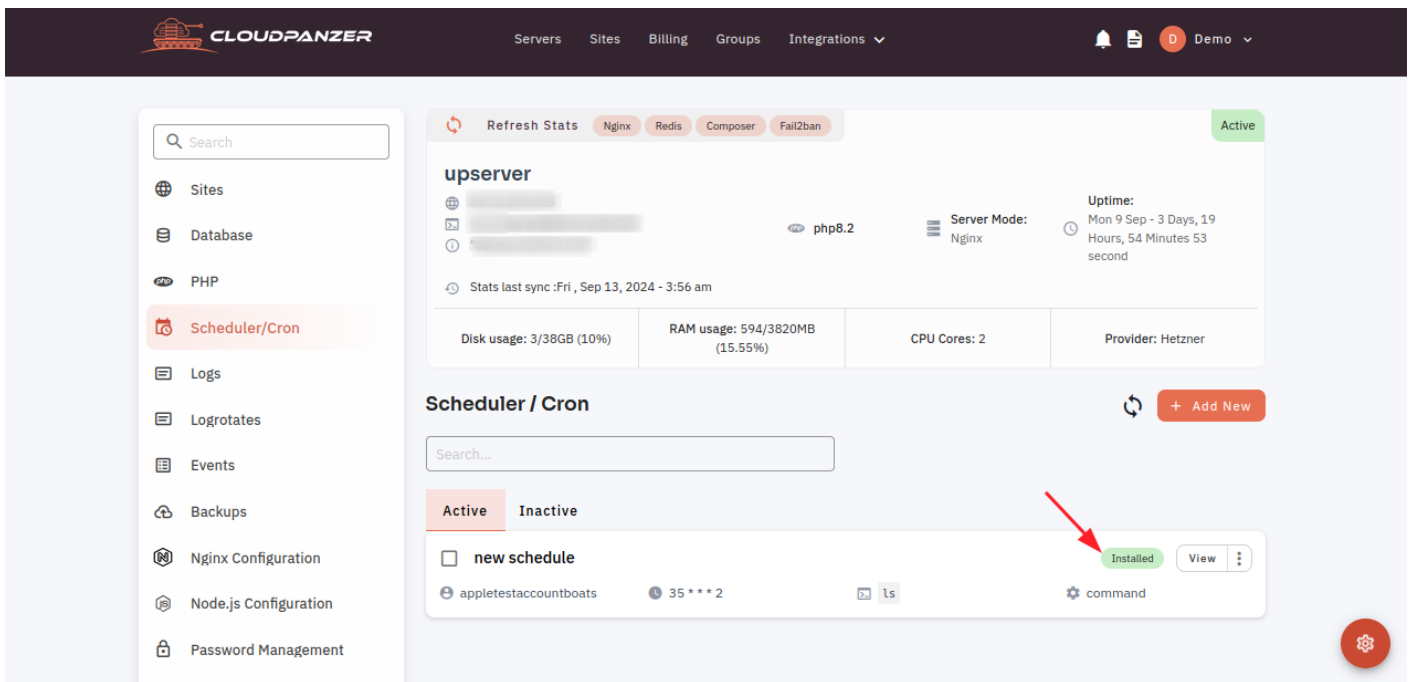 CLOUDPANZER
Servers Sites Billing Groups Integrations
D Demo
Search
Sites
Database
PHP
Scheduler/Cron
Logs
Logrotates
Events
Backups
Nginx Configuration
Node.js Configuration
Password Management
Refresh Stats Nginx Redis Composer Fail2ban Active
upserver
php php8.2
Server Mode:
Nginx
Uptime:
Mon 9 Sep - 3 Days, 19
Hours, 54 Minutes 53
second
Stats last sync :Fri , Sep 13, 2024 - 3:56 am
Disk usage: 3/38GB (10%)
RAM usage: 594/3820MB
(15.55%)
CPU Cores: 2
Provider: Hetzner
Scheduler / Cron
+ Add New
Search...
Active Inactive
new schedule Installed View
appletestaccountboats 35 * * * 2 ls command